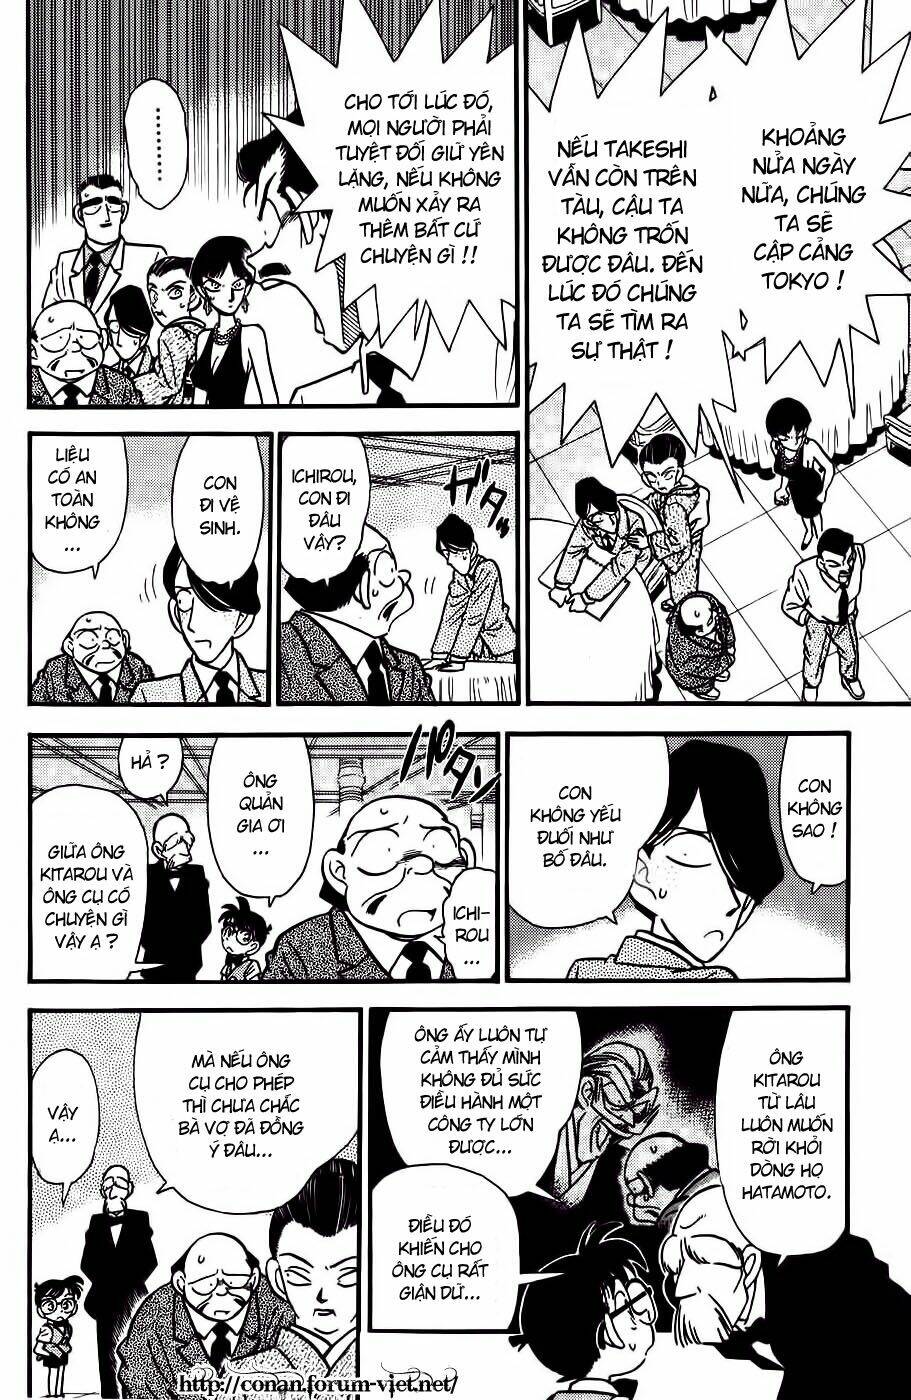 KHOẢNG
NỬA NGÀY
NỮA, CHÚNG
TA SẼ
CẬP CẢNG
TOKYO !
NẾU TAKESHI
VẪN CÒN TRÊN
TÀU, CẬU TA
KHÔNG TRỐN
ĐƯỢC ĐÂU. ĐẾN
LÚC ĐÓ CHÚNG
TA SẼ TÌM RA
SỰ THẬT !
CHO TỚI LÚC ĐÓ,
MỌI NGƯỜI PHẢI
TUYỆT ĐỐI GIỮ YÊN
LẶNG, NẾU KHÔNG
MUỐN XẢY RA
THÊM BẤT CỨ
CHUYỆN GÌ !!
.........
ガタッ
ICHIROU,
CON ĐI
ĐÂU
VẬY?
CON
ĐI VỆ
SINH.
LIỆU
CÓ AN
TOÀN
KHÔNG
...
CON
KHÔNG
SAO !
CON
KHÔNG YẾU
ĐUỐI NHƯ
BỐ ĐÂU.
バタン
ICHI-
ROU
...
ÔNG
QUẢN
GIA ƠI
...
HẢ ?
GIỮA ÔNG
KITAROU VÀ
ÔNG CỤ CÓ
CHUYỆN GÌ
VẬY Ạ ?
ÔNG
KITAROU
TỪ LÂU
LUÔN MUỐN
RỜI KHỎI
DÒNG HỌ
HATAMOTO.
ÔNG ẤY LUÔN TỰ
CẢM THẤY MÌNH
KHÔNG ĐỦ SỨC
ĐIỀU HÀNH MỘT
CÔNG TY LỚN
ĐƯỢC...
ĐIỀU ĐÓ
KHIẾN CHO
ÔNG CỤ RẤT
GIẬN DỮ...
MÀ NẾU ÔNG
CỤ CHO PHÉP
THÌ CHƯA CHẮC
BÀ VỢ ĐÃ ĐỒNG
Ý ĐÂU...
VẬY
Ạ...
http://conan.forum-viet.net/